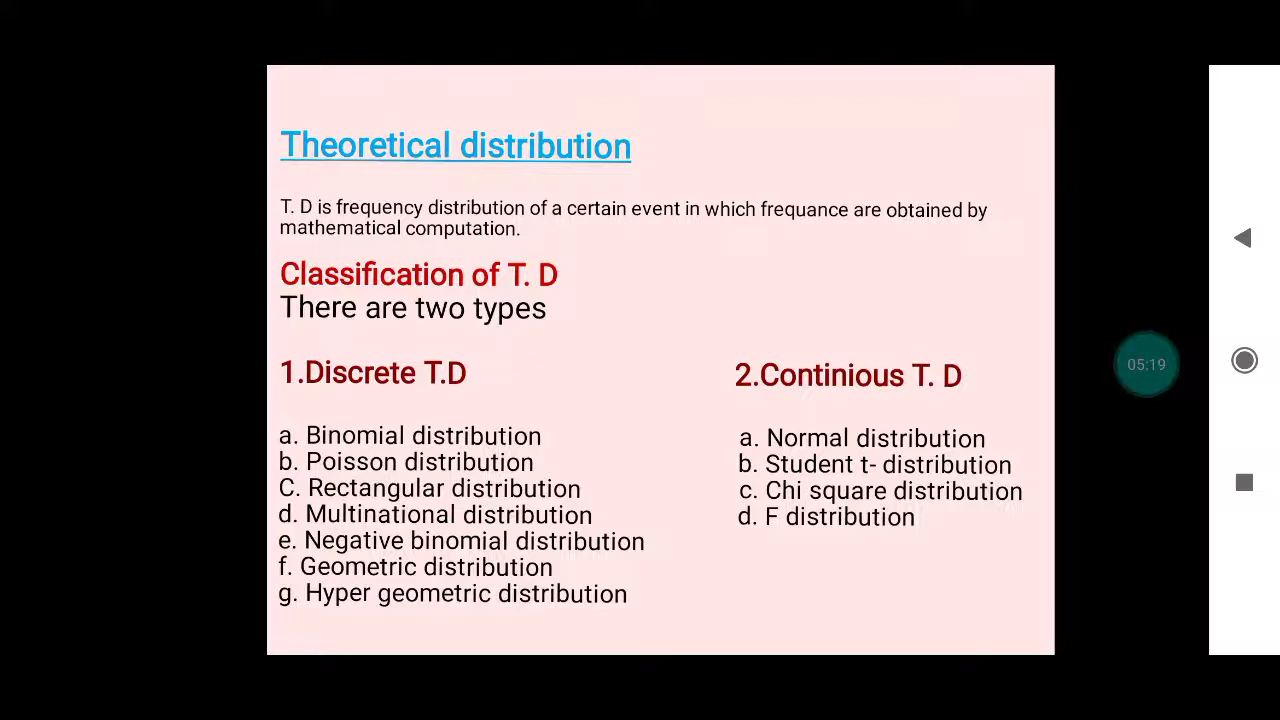 Theoretical distribution
T. D is frequency distribution of a certain event in which frequance are obtained by
mathematical computation.
Classification of T. D
There are two types
1.Discrete T.D
a. Binomial distribution
b. Poisson distribution
C. Rectangular distribution
d. Multinational distribution
e. Negative binomial distribution
f. Geometric distribution
g. Hyper geometric distribution
2.Continious T. D
a. Normal distribution
b. Student t- distribution
c. Chi square distribution
d. F distribution
05:19